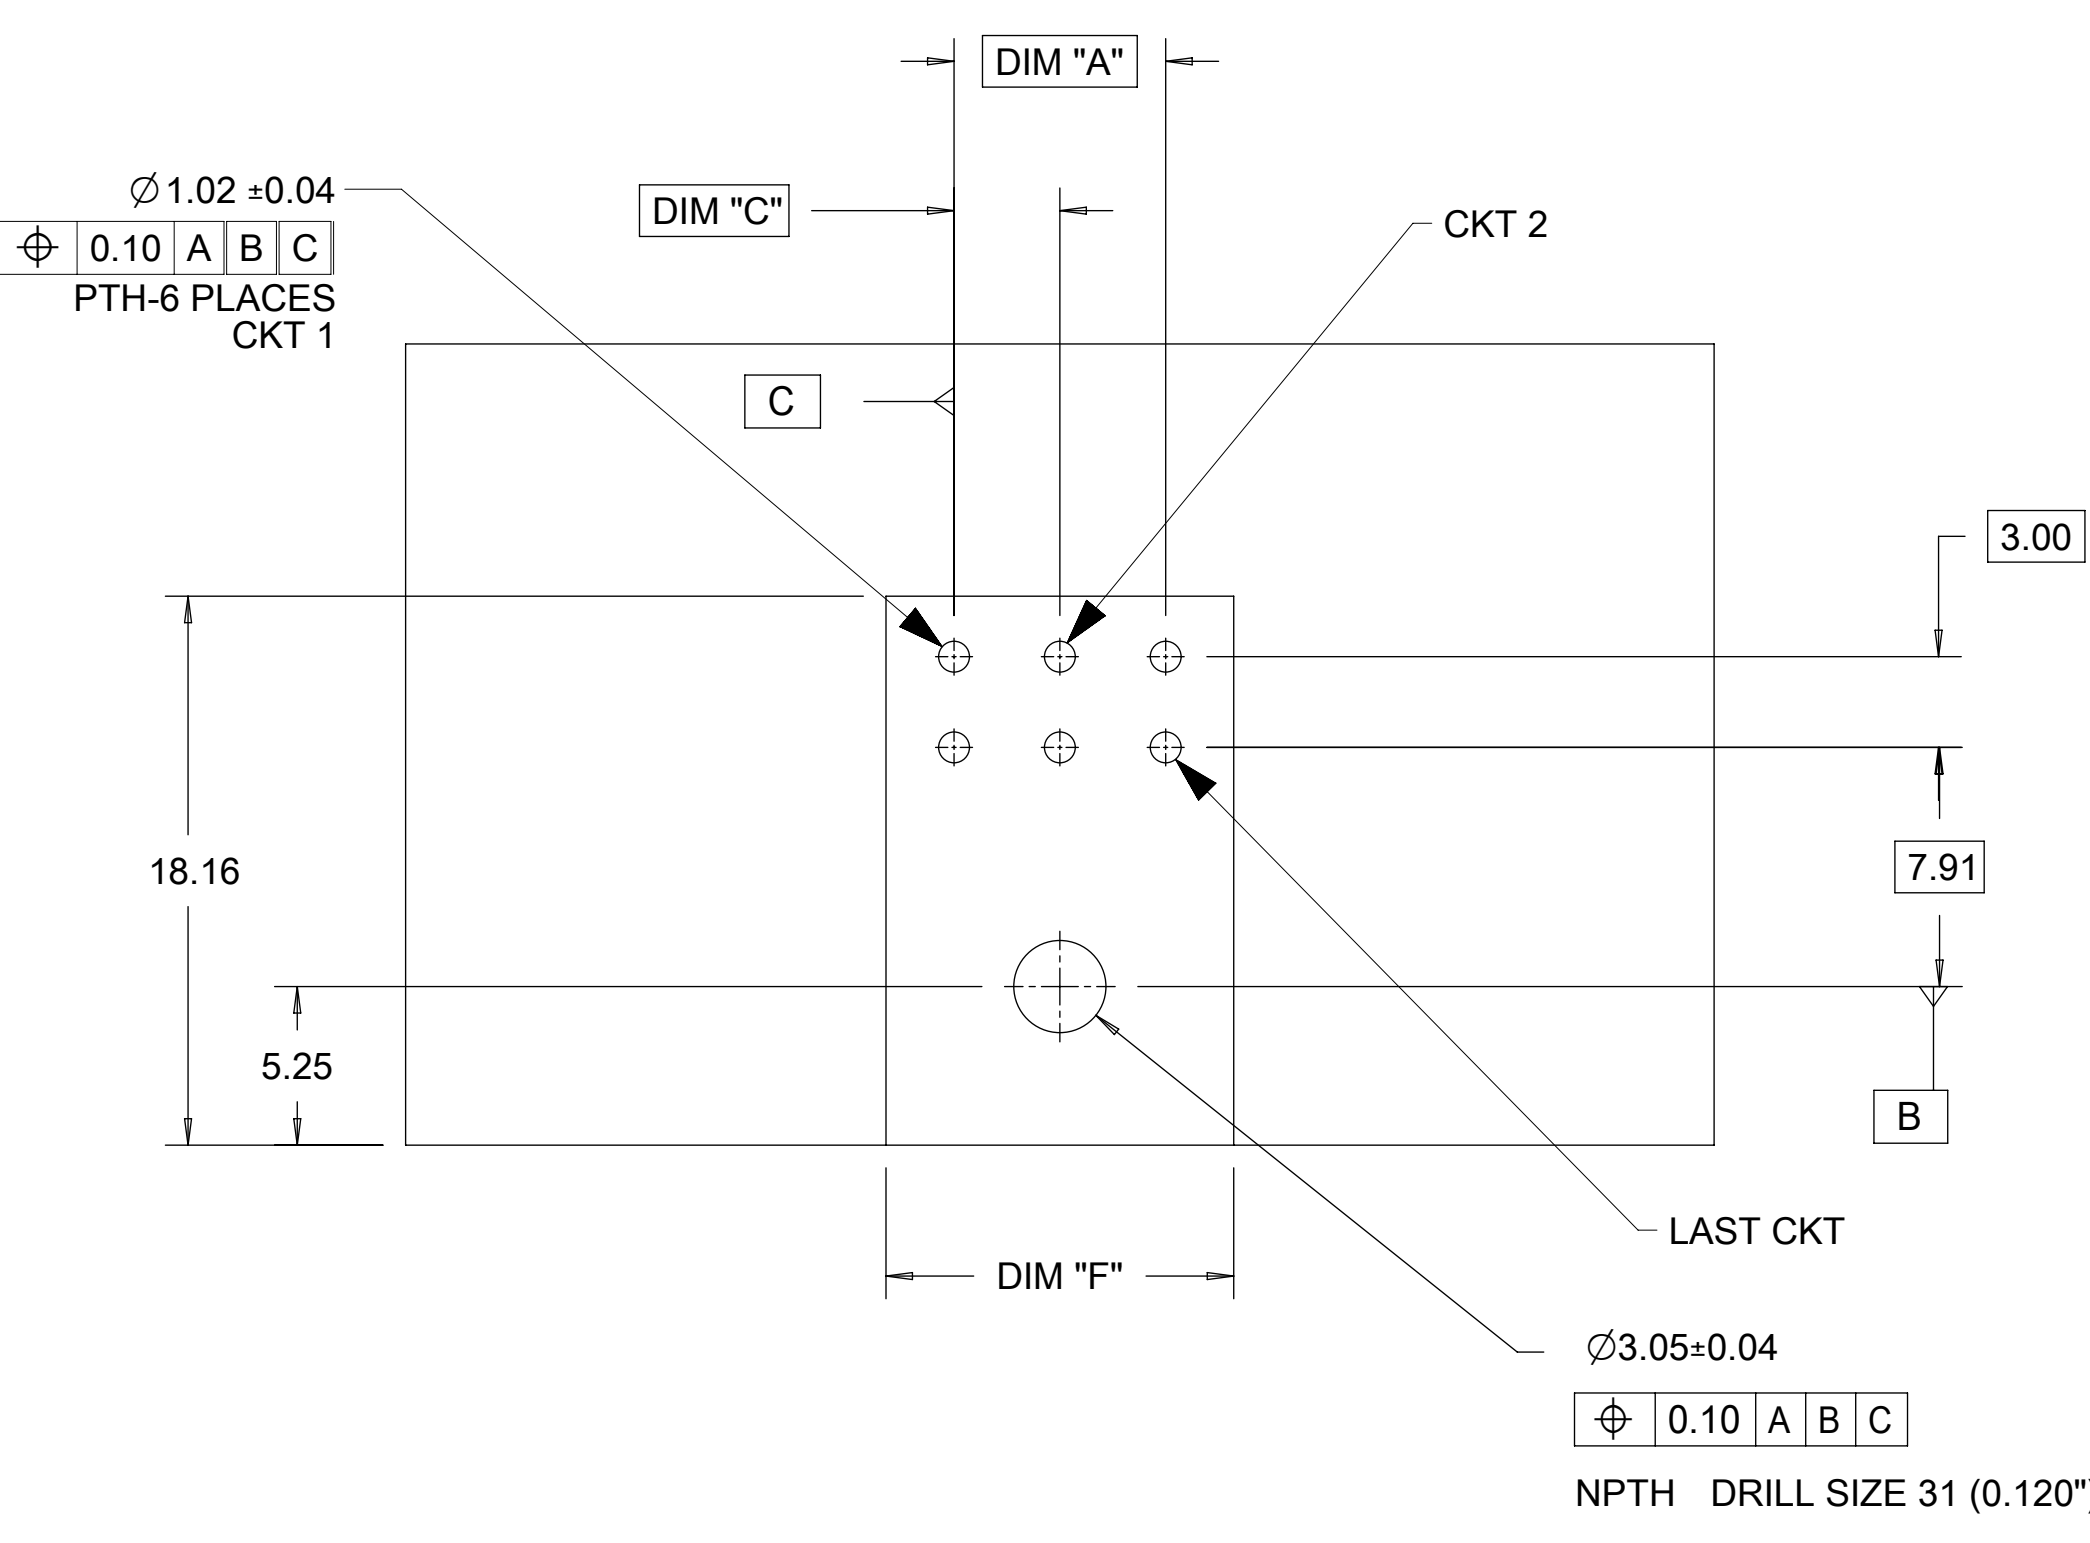 DIM "A"
∅1.02 ±0.04
DIM "C"
CKT 2
⌖ 0.10 A B C
PTH-6 PLACES
CKT 1
C
3.00
18.16
7.91
5.25
B
LAST CKT
DIM "F"
∅3.05±0.04
⌖ 0.10 A B C
NPTH DRILL SIZE 31 (0.120")